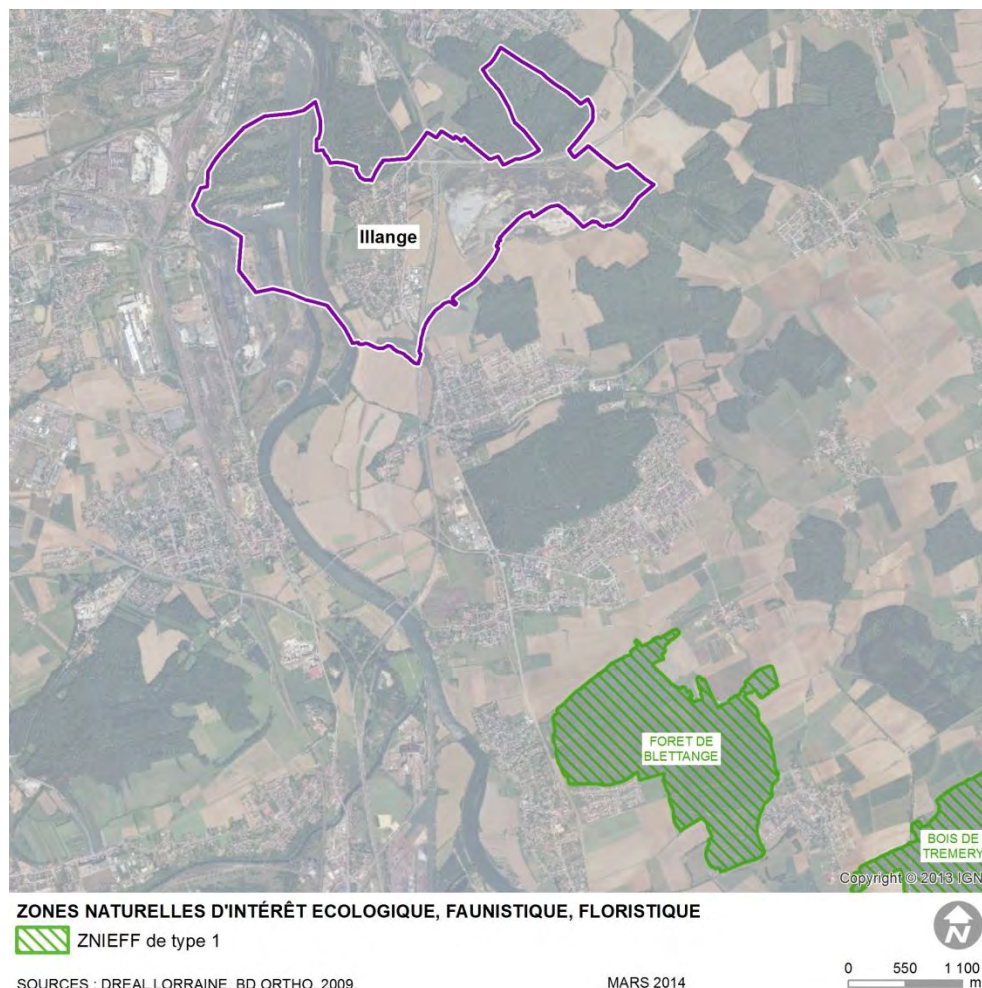 Illange
FORET DE
BLETTANGE
BOIS DE
TREMERY
Copyright © 2013 IGN
ZONES NATURELLES D'INTÉRÊT ECOLOGIQUE, FAUNISTIQUE, FLORISTIQUE
ZNIEFF de type 1
N
0 550 1 100
m
SOURCES : DREAL LORRAINE, BD ORTHO, 2009
MARS 2014